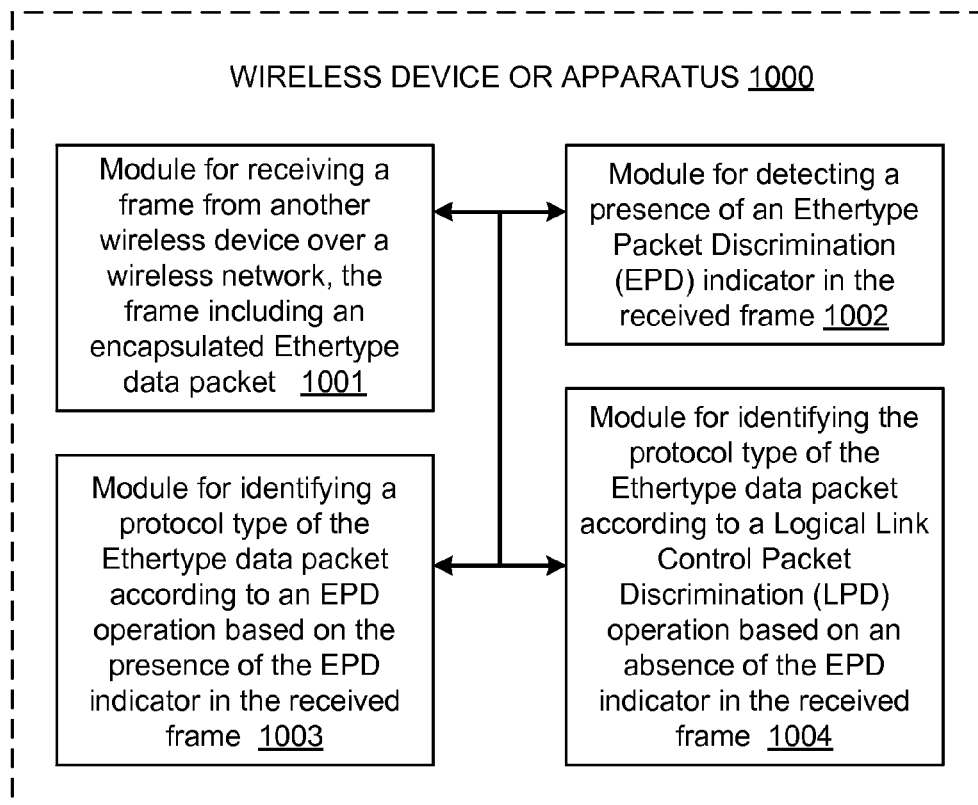 WIRELESS DEVICE OR APPARATUS 1000
Module for receiving a
frame from another
wireless device over a
wireless network, the
frame including an
encapsulated Ethertype
data packet 1001
Module for detecting a
presence of an Ethertype
Packet Discrimination
(EPD) indicator in the
received frame 1002
Module for identifying a
protocol type of the
Ethertype data packet
according to an EPD
operation based on the
presence of the EPD
indicator in the received
frame 1003
Module for identifying the
protocol type of the
Ethertype data packet
according to a Logical Link
Control Packet
Discrimination (LPD)
operation based on an
absence of the EPD
indicator in the received
frame 1004